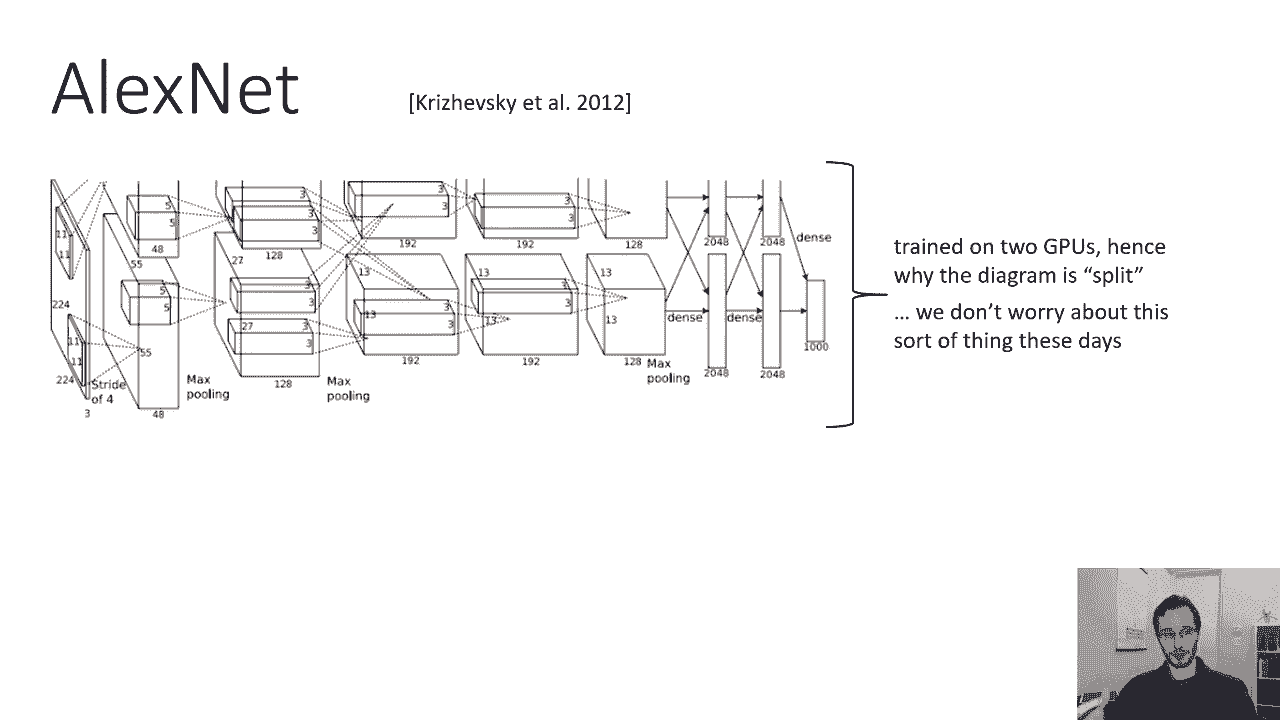 AlexNet
[Krizhevsky et al. 2012]
trained on two GPUs, hence
why the diagram is “split”
… we don’t worry about this
sort of thing these days
11
11
224
11
11
224
3
Stride
of 4
5
5
48
55
5
5
55
48
Max
pooling
3
3
128
27
3
3
27
3
3
128
Max
pooling
3
3
192
13
3
3
13
192
3
3
192
13
3
3
13
192
128
13
13
128
Max
pooling
2048
2048
dense
dense
dense
2048
2048
1000